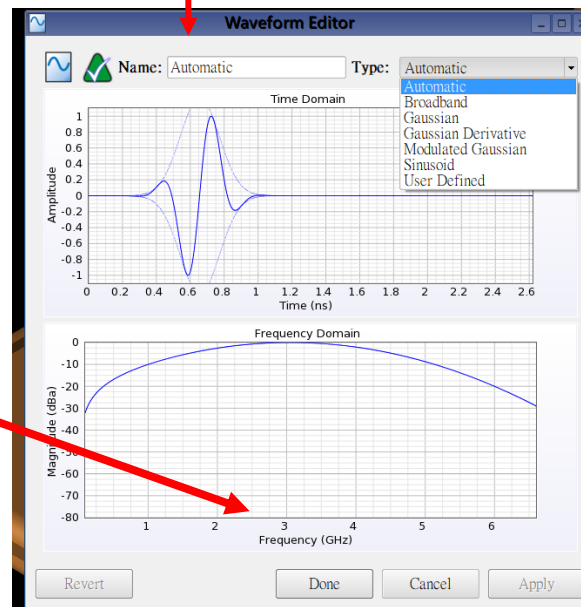 Waveform Editor
Name: Automatic Type: Automatic
Automatic
Broadband
Gaussian
Gaussian Derivative
Modulated Gaussian
Sinusoid
User Defined
Time Domain
Amplitude
1
0.8
0.6
0.4
0.2
0
-0.2
-0.4
-0.6
-0.8
-1
0 0.2 0.4 0.6 0.8 1 1.2 1.4 1.6 1.8 2 2.2 2.4 2.6
Time (ns)
Frequency Domain
Magnitude (dBa)
0
-10
-20
-30
-40
-50
-60
-70
-80
1 2 3 4 5 6
Frequency (GHz)
Revert Done Cancel Apply